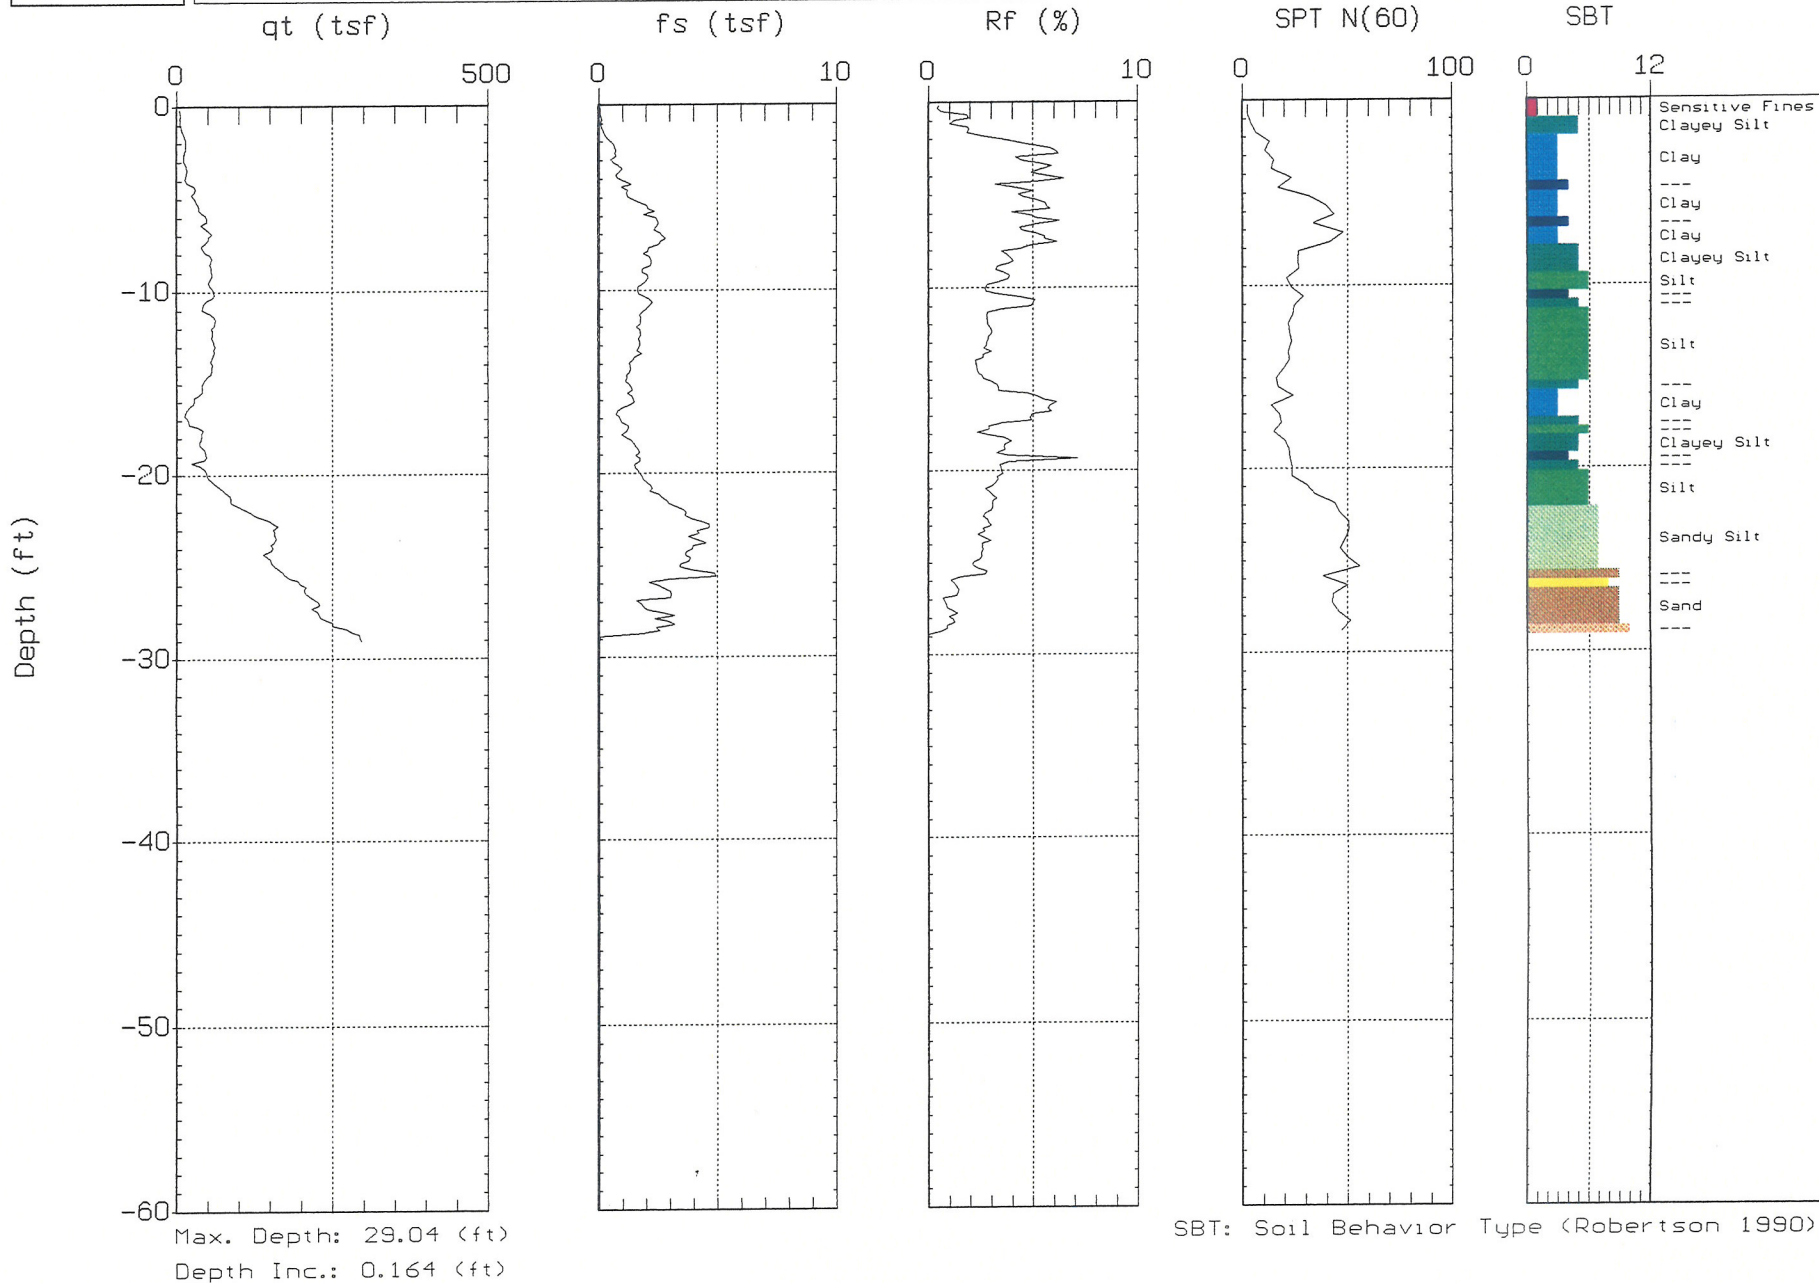 qt (tsf) fs (tsf) Rf (%) SPT N(60) SBT
0 500 0 10 0 10 0 100 0 12
0
-10
-20
-30
-40
-50
-60
Depth (ft)
Sensitive Fines
Clayey Silt
Clay
---
Clay
---
Clay
Clayey Silt
Silt
---
---
Silt
---
Clay
---
---
Clayey Silt
---
---
Silt
Sandy Silt
---
---
Sand
---
Max. Depth: 29.04 (ft)
Depth Inc.: 0.164 (ft)
SBT: Soil Behavior Type (Robertson 1990)